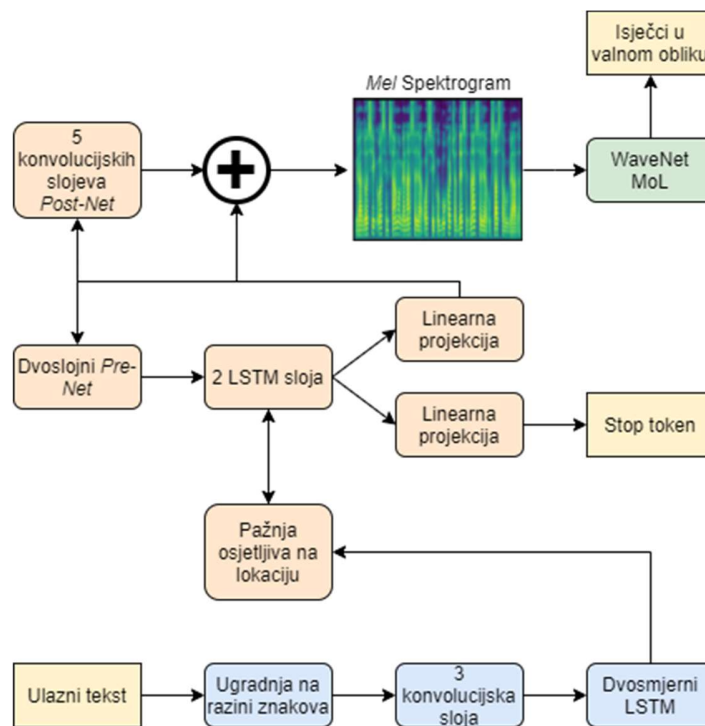 Isječci u
valnom obliku
Mel Spektrogram
5
konvolucijskih
slojeva
Post-Net
WaveNet
MoL
Linearna
projekcija
Dvoslojni Pre-
Net
2 LSTM sloja
Linearna
projekcija
Stop token
Pažnja
osjetljiva na
lokaciju
Ulazni tekst
Ugradnja na
razini znakova
3
konvolucijska
sloja
Dvosmjerni
LSTM